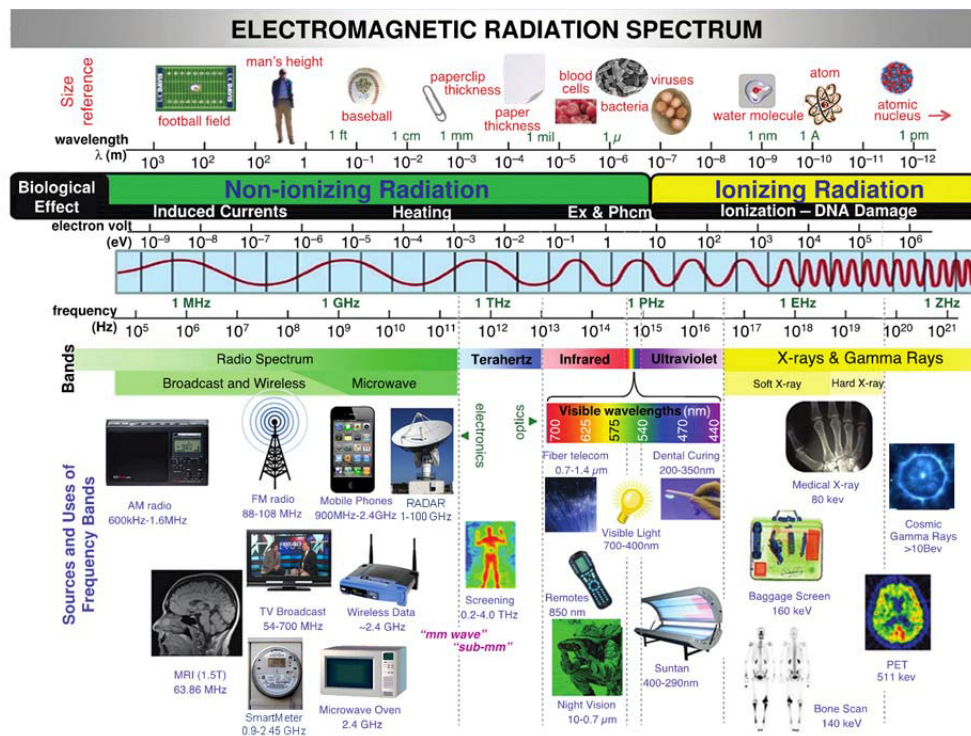 ELECTROMAGNETIC RADIATION SPECTRUM
Size reference
football field
man's height
baseball
paperclip thickness
paper thickness
blood cells
bacteria
viruses
water molecule
atom
atomic nucleus
wavelength
λ (m)
1 ft 1 cm 1 mm 1 mil 1 µ 1 nm 1 A 1 pm
10³ 10² 10² 1 10⁻¹ 10⁻² 10⁻³ 10⁻⁴ 10⁻⁵ 10⁻⁶ 10⁻⁷ 10⁻⁸ 10⁻⁹ 10⁻¹⁰ 10⁻¹¹ 10⁻¹²
Biological Effect
Non-ionizing Radiation
Ionizing Radiation
Induced Currents Heating Ex & Phcm Ionization – DNA Damage
electron volt
(eV) 10⁻⁹ 10⁻⁸ 10⁻⁷ 10⁻⁶ 10⁻⁵ 10⁻⁴ 10⁻³ 10⁻² 10⁻¹ 1 10 10² 10³ 10⁴ 10⁵ 10⁶
1 MHz 1 GHz 1 THz 1 PHz 1 EHz 1 ZHz
frequency
(Hz) 10⁵ 10⁶ 10⁷ 10⁸ 10⁹ 10¹⁰ 10¹¹ 10¹² 10¹³ 10¹⁴ 10¹⁵ 10¹⁶ 10¹⁷ 10¹⁸ 10¹⁹ 10²⁰ 10²¹
Bands
Radio Spectrum Terahertz Infrared Ultraviolet X-rays & Gamma Rays
Broadcast and Wireless Microwave Soft X-ray Hard X-ray
electronics
optics
Visible wavelengths (nm)
700 625 575 540 470 440
Sources and Uses of
Frequency Bands
AM radio
600kHz-1.6MHz
FM radio
88-108 MHz
Mobile Phones
900MHz-2.4GHz
RADAR
1-100 GHz
Fiber telecom
0.7-1.4 µm
Dental Curing
200-350nm
Medical X-ray
80 kev
Visible Light
700-400nm
Cosmic
Gamma Rays
>10Bev
TV Broadcast
54-700 MHz
Wireless Data
~2.4 GHz
Screening
0.2-4.0 THz
Remotes
850 nm
Baggage Screen
160 keV
"mm wave"
"sub-mm"
MRI (1.5T)
63.86 MHz
SmartMeter
0.9-2.45 GHz
Microwave Oven
2.4 GHz
Night Vision
10-0.7 µm
Suntan
400-290nm
Bone Scan
140 keV
PET
511 kev